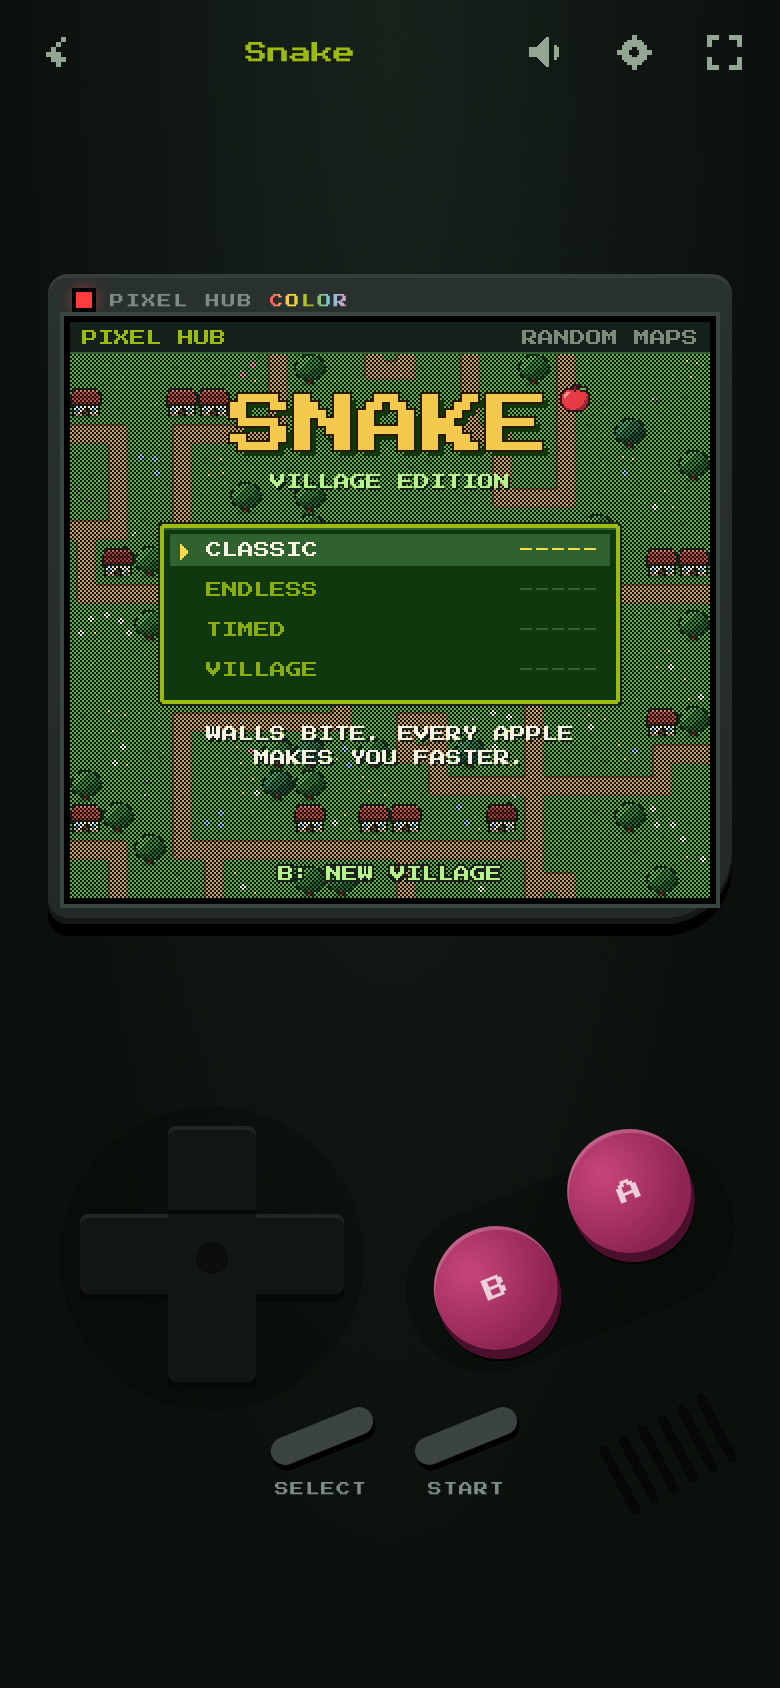 Snake
PIXEL HUB COLOR
PIXEL HUB RANDOM MAPS
SNAKE
VILLAGE EDITION
CLASSIC -----
ENDLESS -----
TIMED -----
VILLAGE -----
WALLS BITE. EVERY APPLE
MAKES YOU FASTER.
B: NEW VILLAGE
A
B
SELECT START